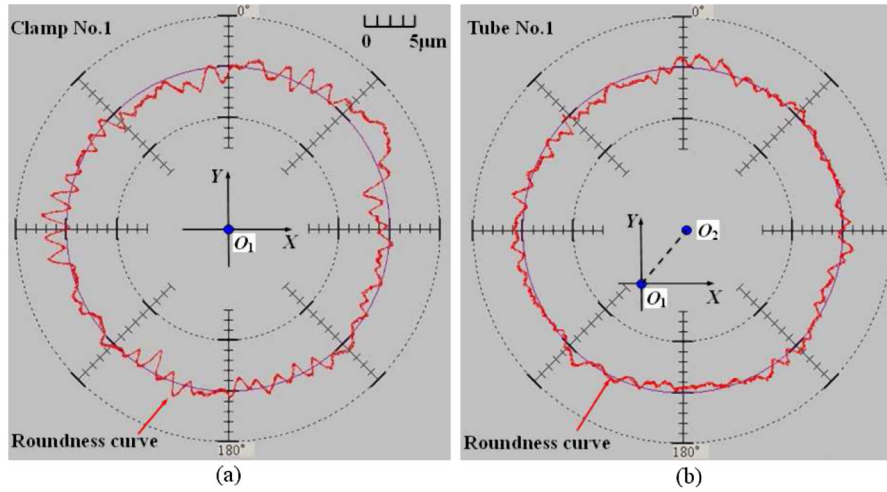 Clamp No.1
0°
0 5μm
Y
X
O1
180°
Roundness curve
(a)
Tube No.1
0°
Y
X
O2
O1
180°
Roundness curve
(b)